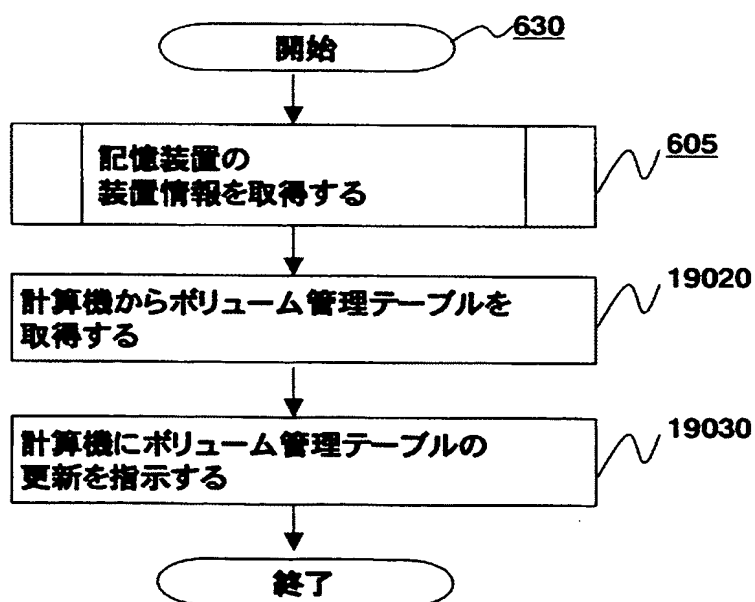 開始
630
記憶装置の
装置情報を取得する
605
計算機からボリューム管理テーブルを
取得する
19020
計算機にボリューム管理テーブルの
更新を指示する
19030
終了